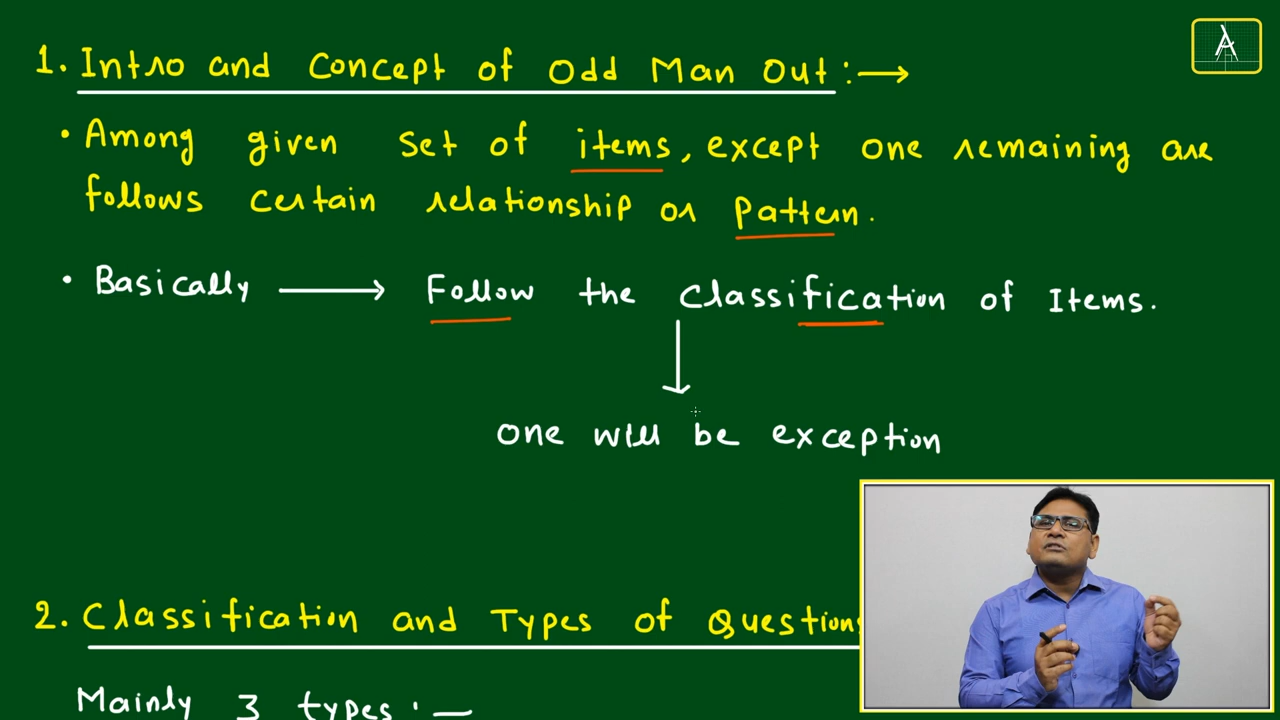 1. Intro and Concept of Odd Man Out :→
• Among given set of items, except one remaining are
follows certain relationship or pattern.
• Basically → Follow the Classification of Items.
one will be exception
2. Classification and Types of Questions
Mainly 3 types :—